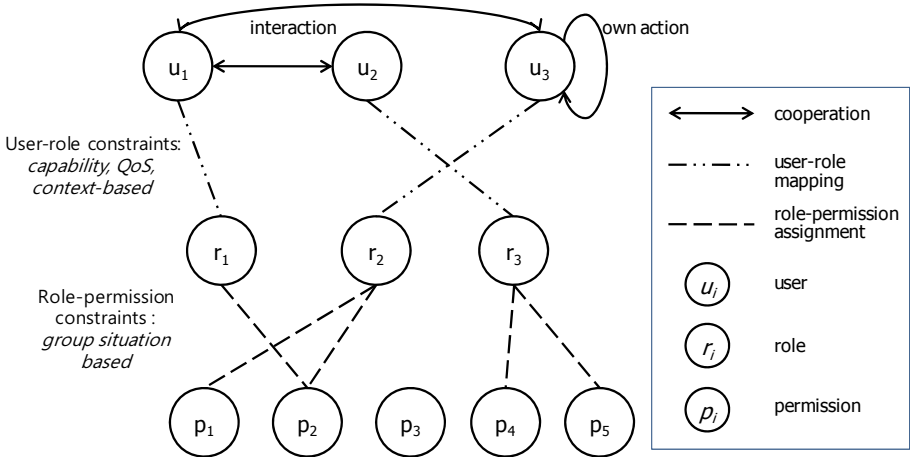 interaction
own action
u1
u2
u3
User-role constraints:
capability, QoS,
context-based
r1
r2
r3
Role-permission
constraints :
group situation
based
p1
p2
p3
p4
p5
cooperation
user-role
mapping
role-permission
assignment
ui
user
ri
role
pi
permission